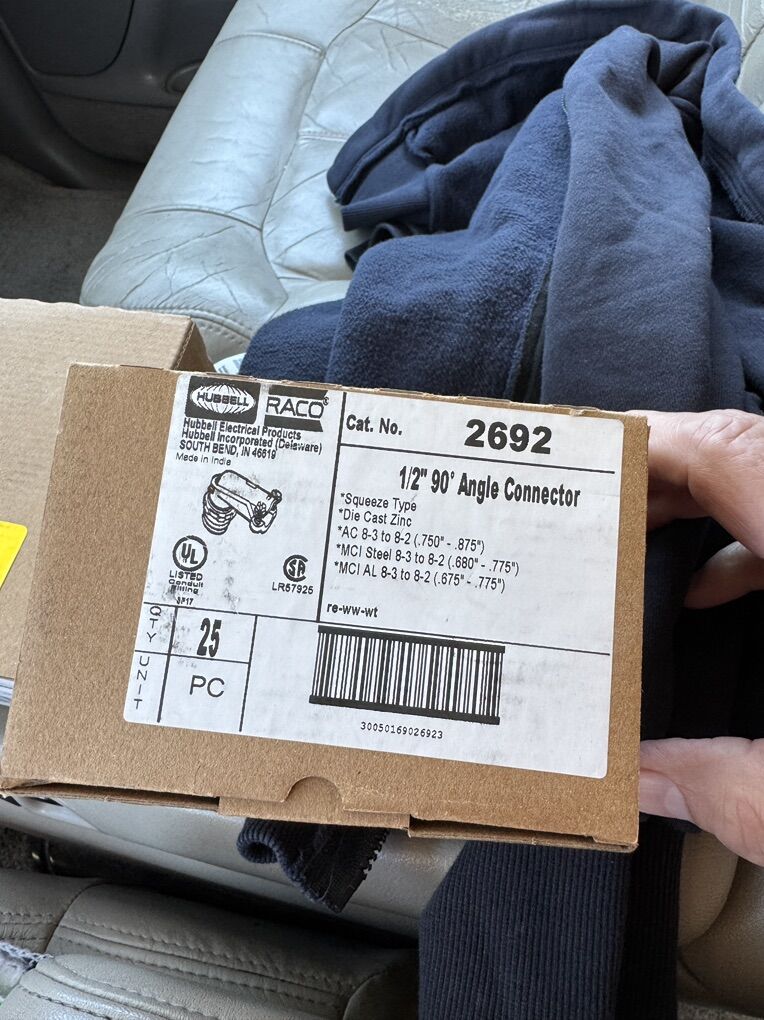 HUBBELL
RACO®
Hubbell Electrical Products
Hubbell Incorporated (Delaware)
SOUTH BEND, IN 46619
Made in India
UL
LISTED
Conduit
Fitting
SA
LR57925
Cat. No. 2692
1/2" 90° Angle Connector
*Squeeze Type
*Die Cast Zinc
*AC 8-3 to 8-2 (.750" - .875")
*MCI Steel 8-3 to 8-2 (.680" - .775")
*MCI AL 8-3 to 8-2 (.675" - .775")
re-ww-wt
QTY 25
UNIT PC
30050169026923